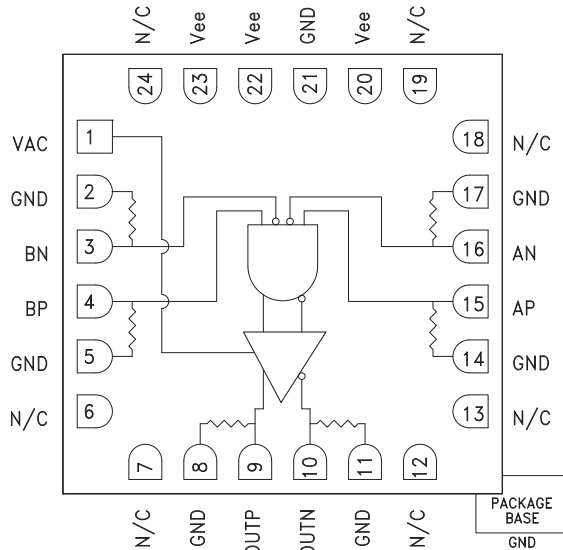 N/C Vee Vee GND Vee N/C
24 23 22 21 20 19
VAC 1 18 N/C
GND 2 17 GND
BN 3 16 AN
BP 4 15 AP
GND 5 14 GND
N/C 6 13 N/C
7 8 9 10 11 12
N/C GND OUTP OUTN GND N/C
PACKAGE
BASE
GND